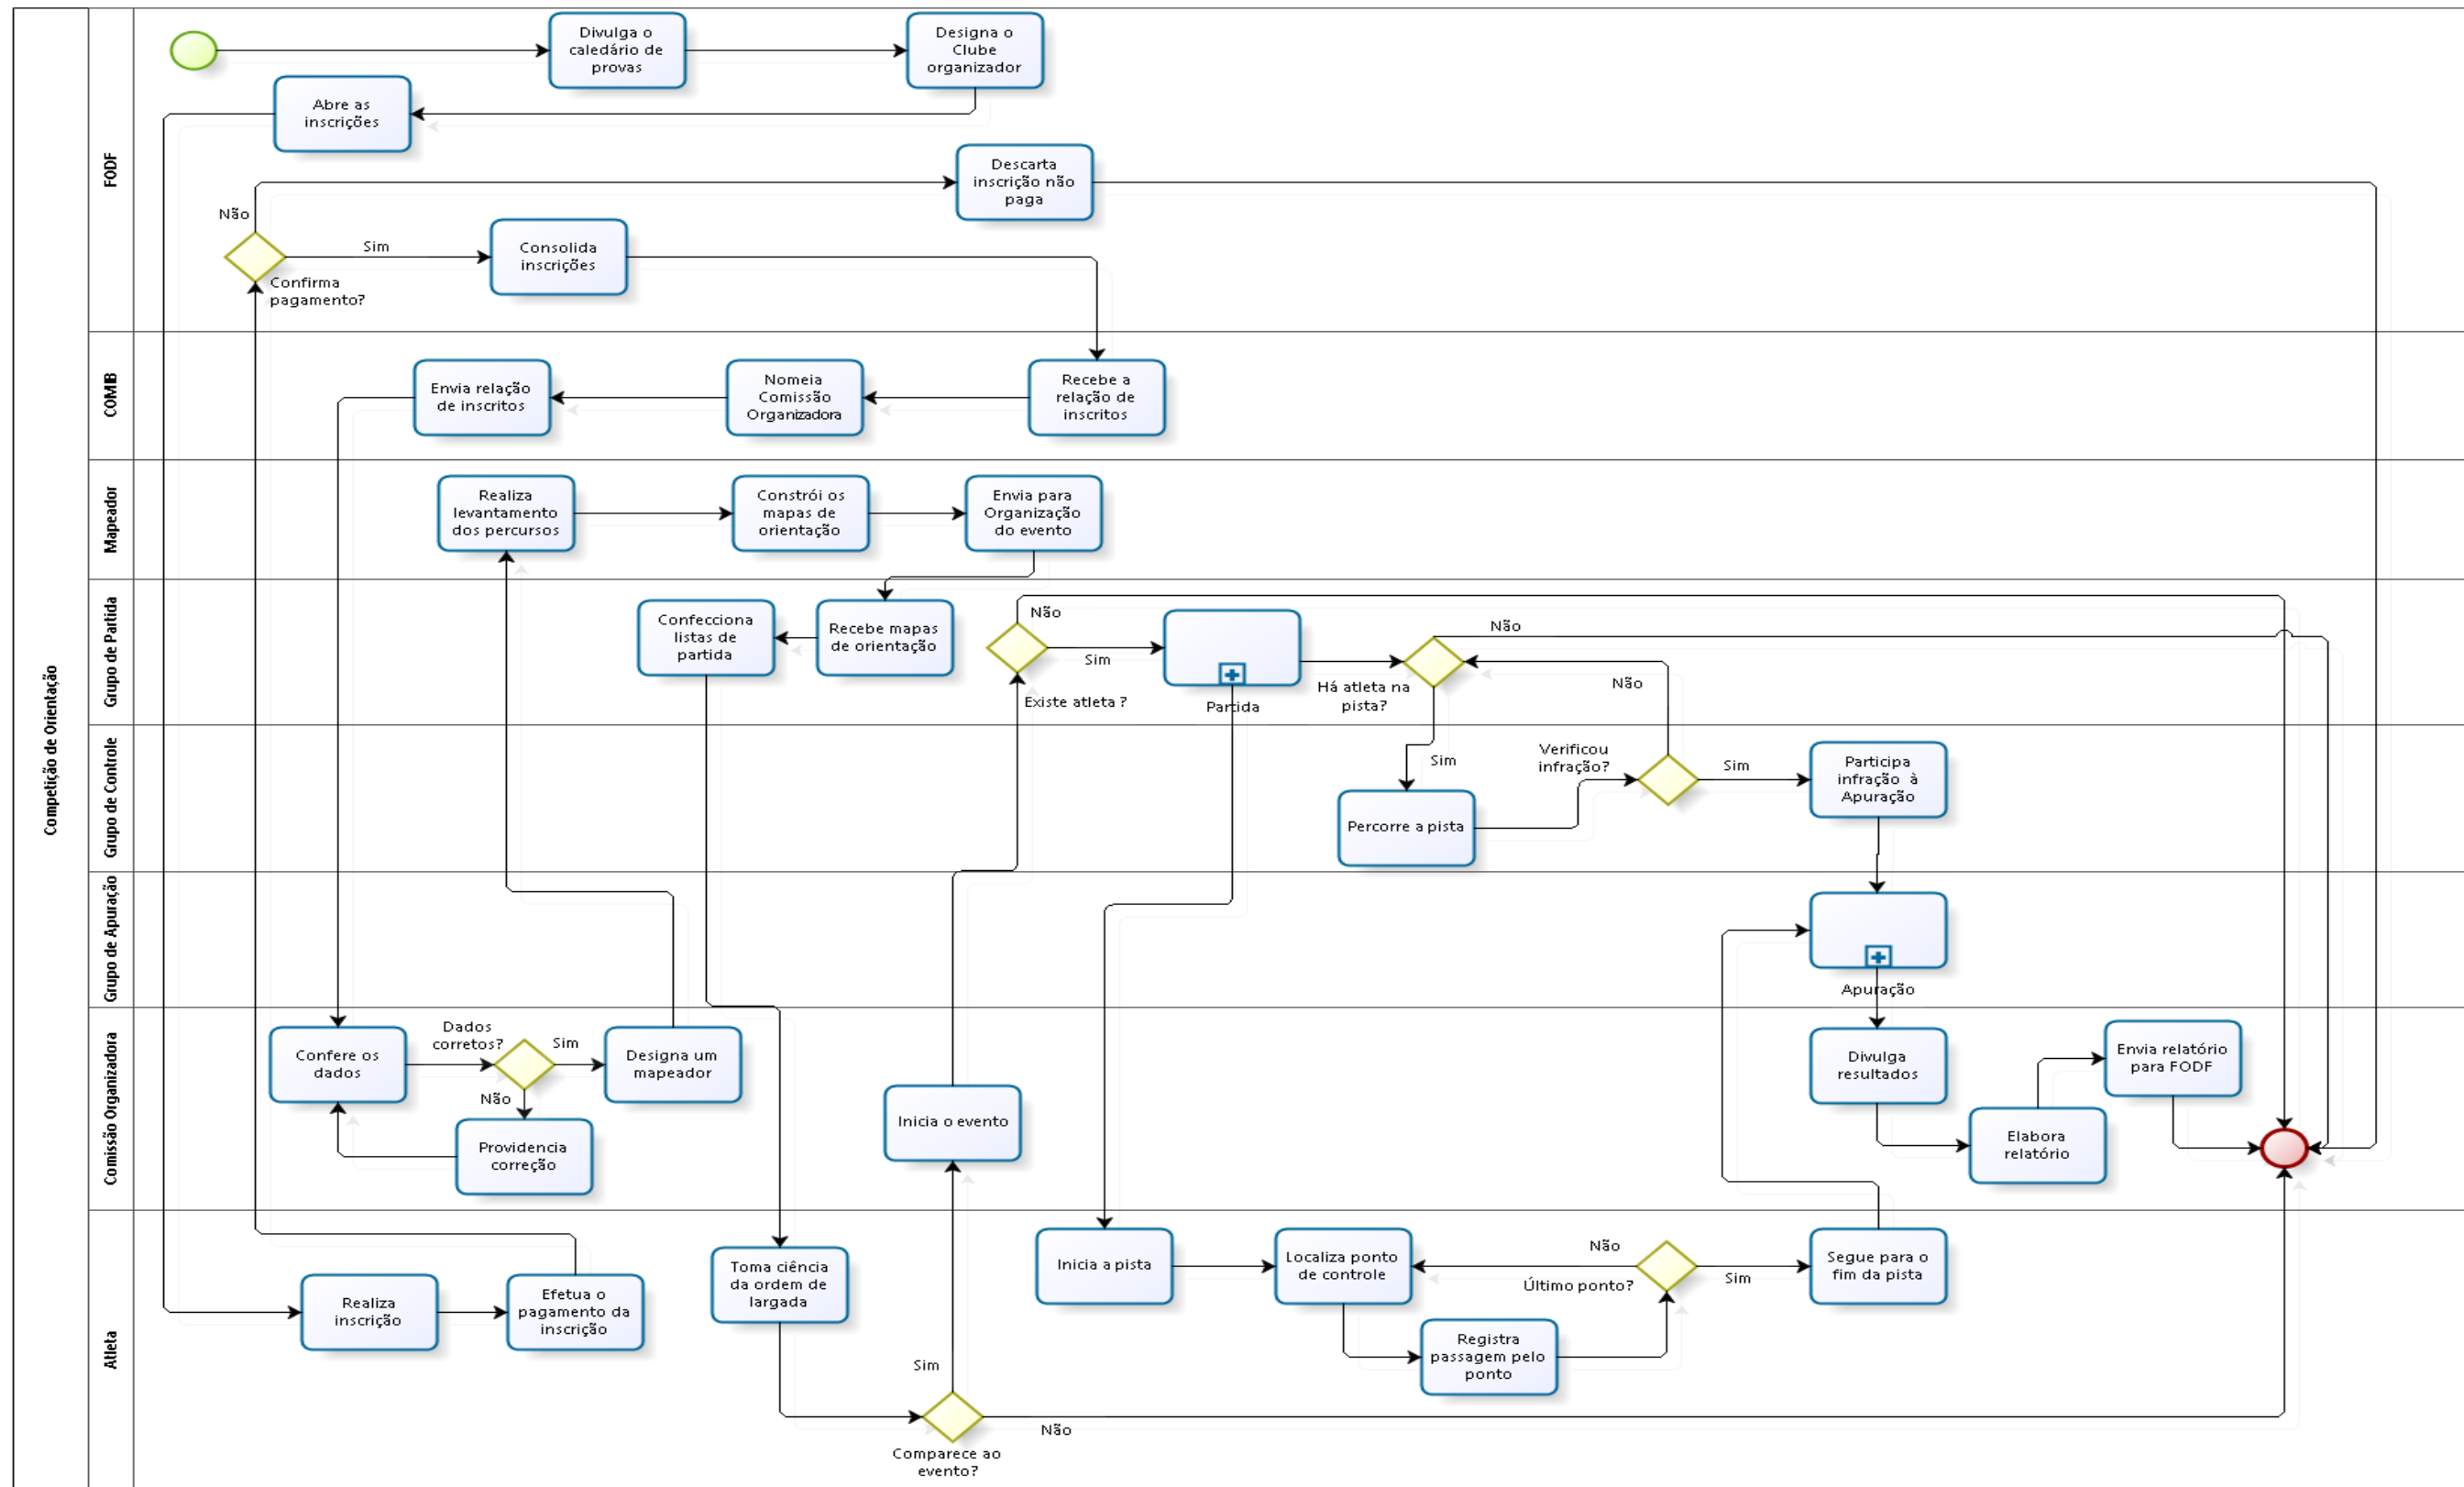 Competição de Orientação
FODF
Divulga o
caledário de
provas
Designa o
Clube
organizador
Abre as
inscrições
Descarta
inscrição não
paga
Não
Sim
Consolida
inscrições
Confirma
pagamento?
COMIB
Envia relação
de inscritos
Nomeia
Comissão
Organizadora
Recebe a
relação de
inscritos
Mapeador
Realiza
levantamento
dos percursos
Constrói os
mapas de
orientação
Envia para
Organização
do evento
Grupo de Partida
Confecciona
listas de
partida
Recebe mapas
de orientação
Não
Sim
Existe atleta ?
Partida
Há atleta na
pista?
Não
Não
Grupo de Controle
Sim
Percorre a pista
Verificou
infração?
Sim
Participa
infração à
Apuração
Grupo de Apuração
Apuração
Comissão Organizadora
Confere os
dados
Dados
corretos?
Sim
Não
Designa um
mapeador
Providencia
correção
Inicia o evento
Divulga
resultados
Elabora
relatório
Envia relatório
para FODF
Atleta
Realiza
inscrição
Efetua o
pagamento da
inscrição
Toma ciência
da ordem de
largada
Inicia a pista
Localiza ponto
de controle
Não
Último ponto?
Sim
Segue para o
fim da pista
Registra
passagem pelo
ponto
Sim
Não
Comparece ao
evento?